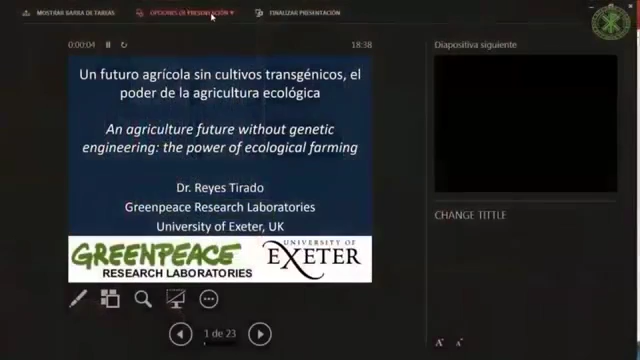 MOSTRAR BARRA DE TAREAS
OPCIONES DE PRESENTACIÓN
FINALIZAR PRESENTACIÓN
0:00:04
18:38
Diapositiva siguiente
Un futuro agrícola sin cultivos transgénicos, el
poder de la agricultura ecológica
An agriculture future without genetic
engineering: the power of ecological farming
Dr. Reyes Tirado
Greenpeace Research Laboratories
University of Exeter, UK
GREENPEACE
RESEARCH LABORATORIES
UNIVERSITY OF
EXETER
CHANGE TITTLE
1 de 23
A A